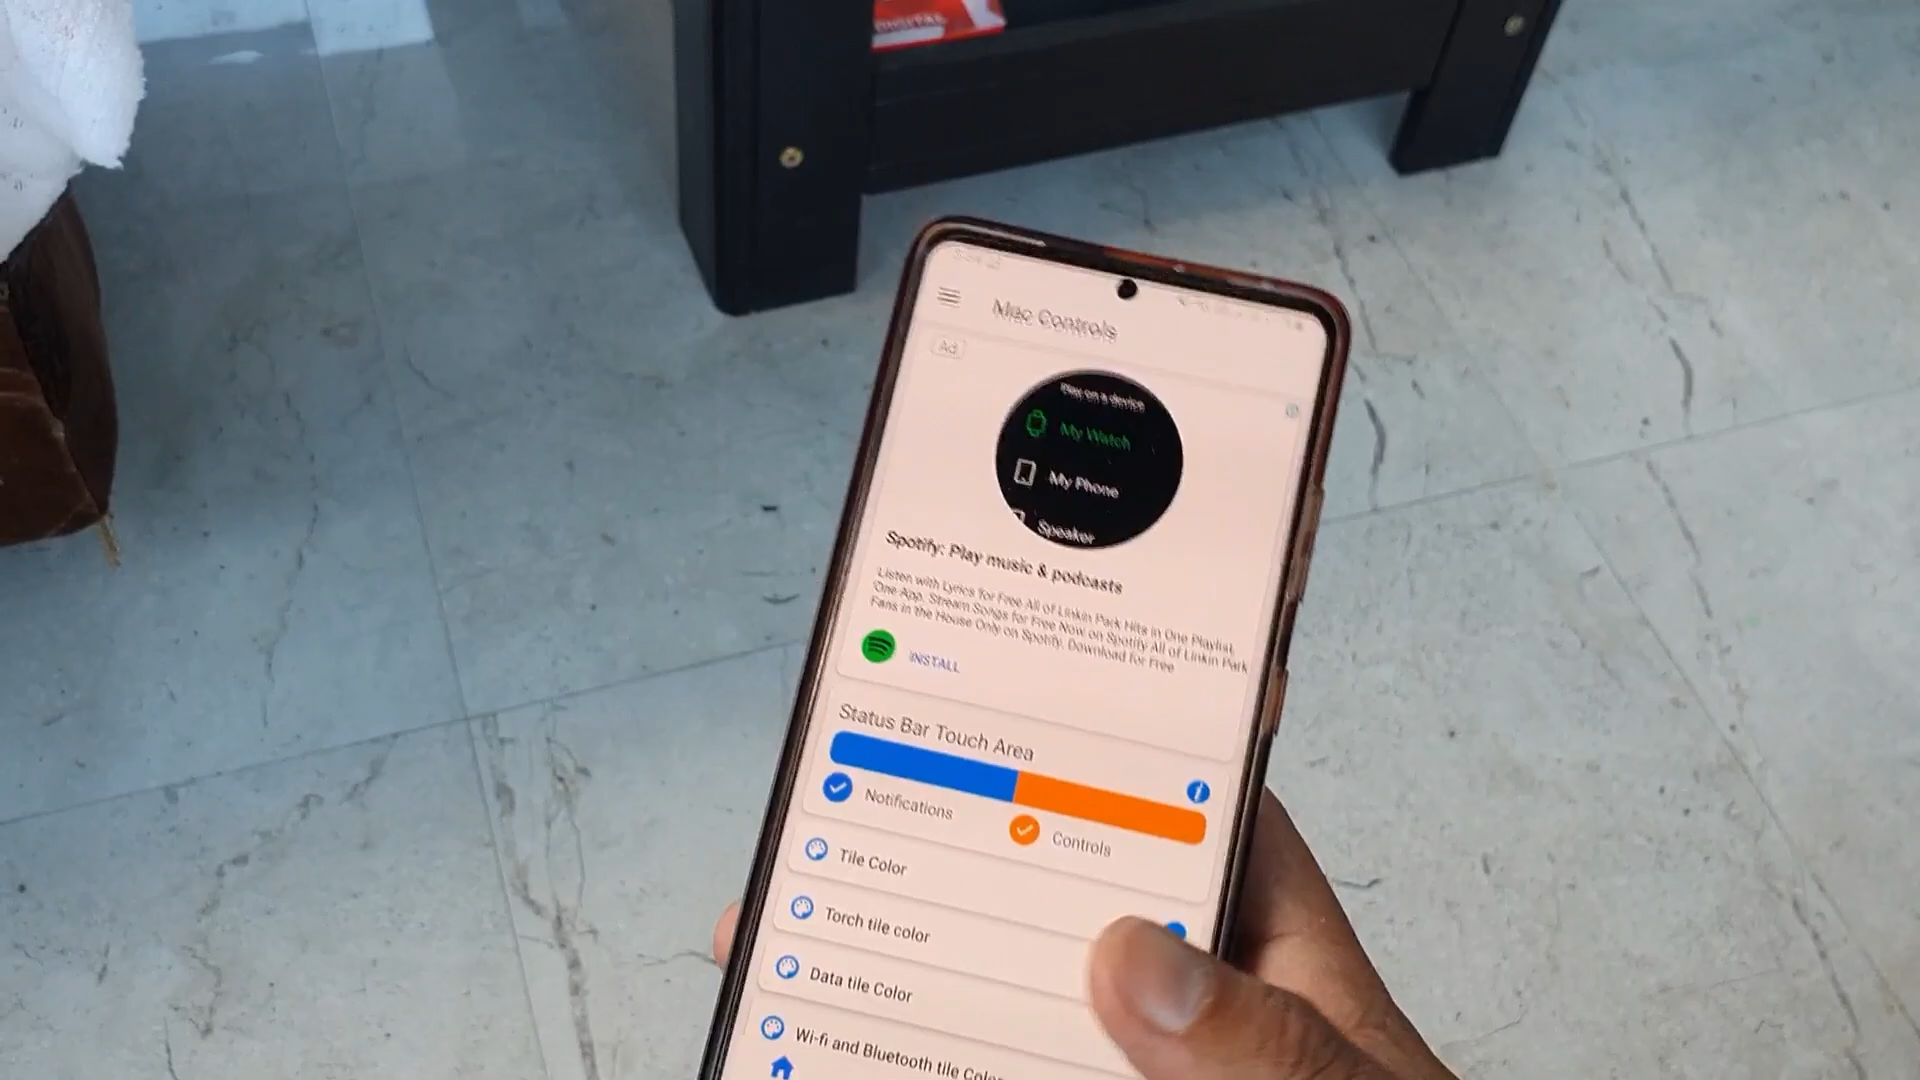 DIGITAL
Mac Controls
Ad
Play on a device
My Watch
My Phone
Speaker
Spotify: Play music & podcasts
Listen with Lyrics for Free All of Linkin Park Hits in One Playlist,
One App. Stream Songs for Free Now on Spotify All of Linkin Park
Fans in the House Only on Spotify. Download for Free
INSTALL
Status Bar Touch Area
Notifications
Controls
Tile Color
Torch tile color
Data tile Color
Wi-fi and Bluetooth tile Color